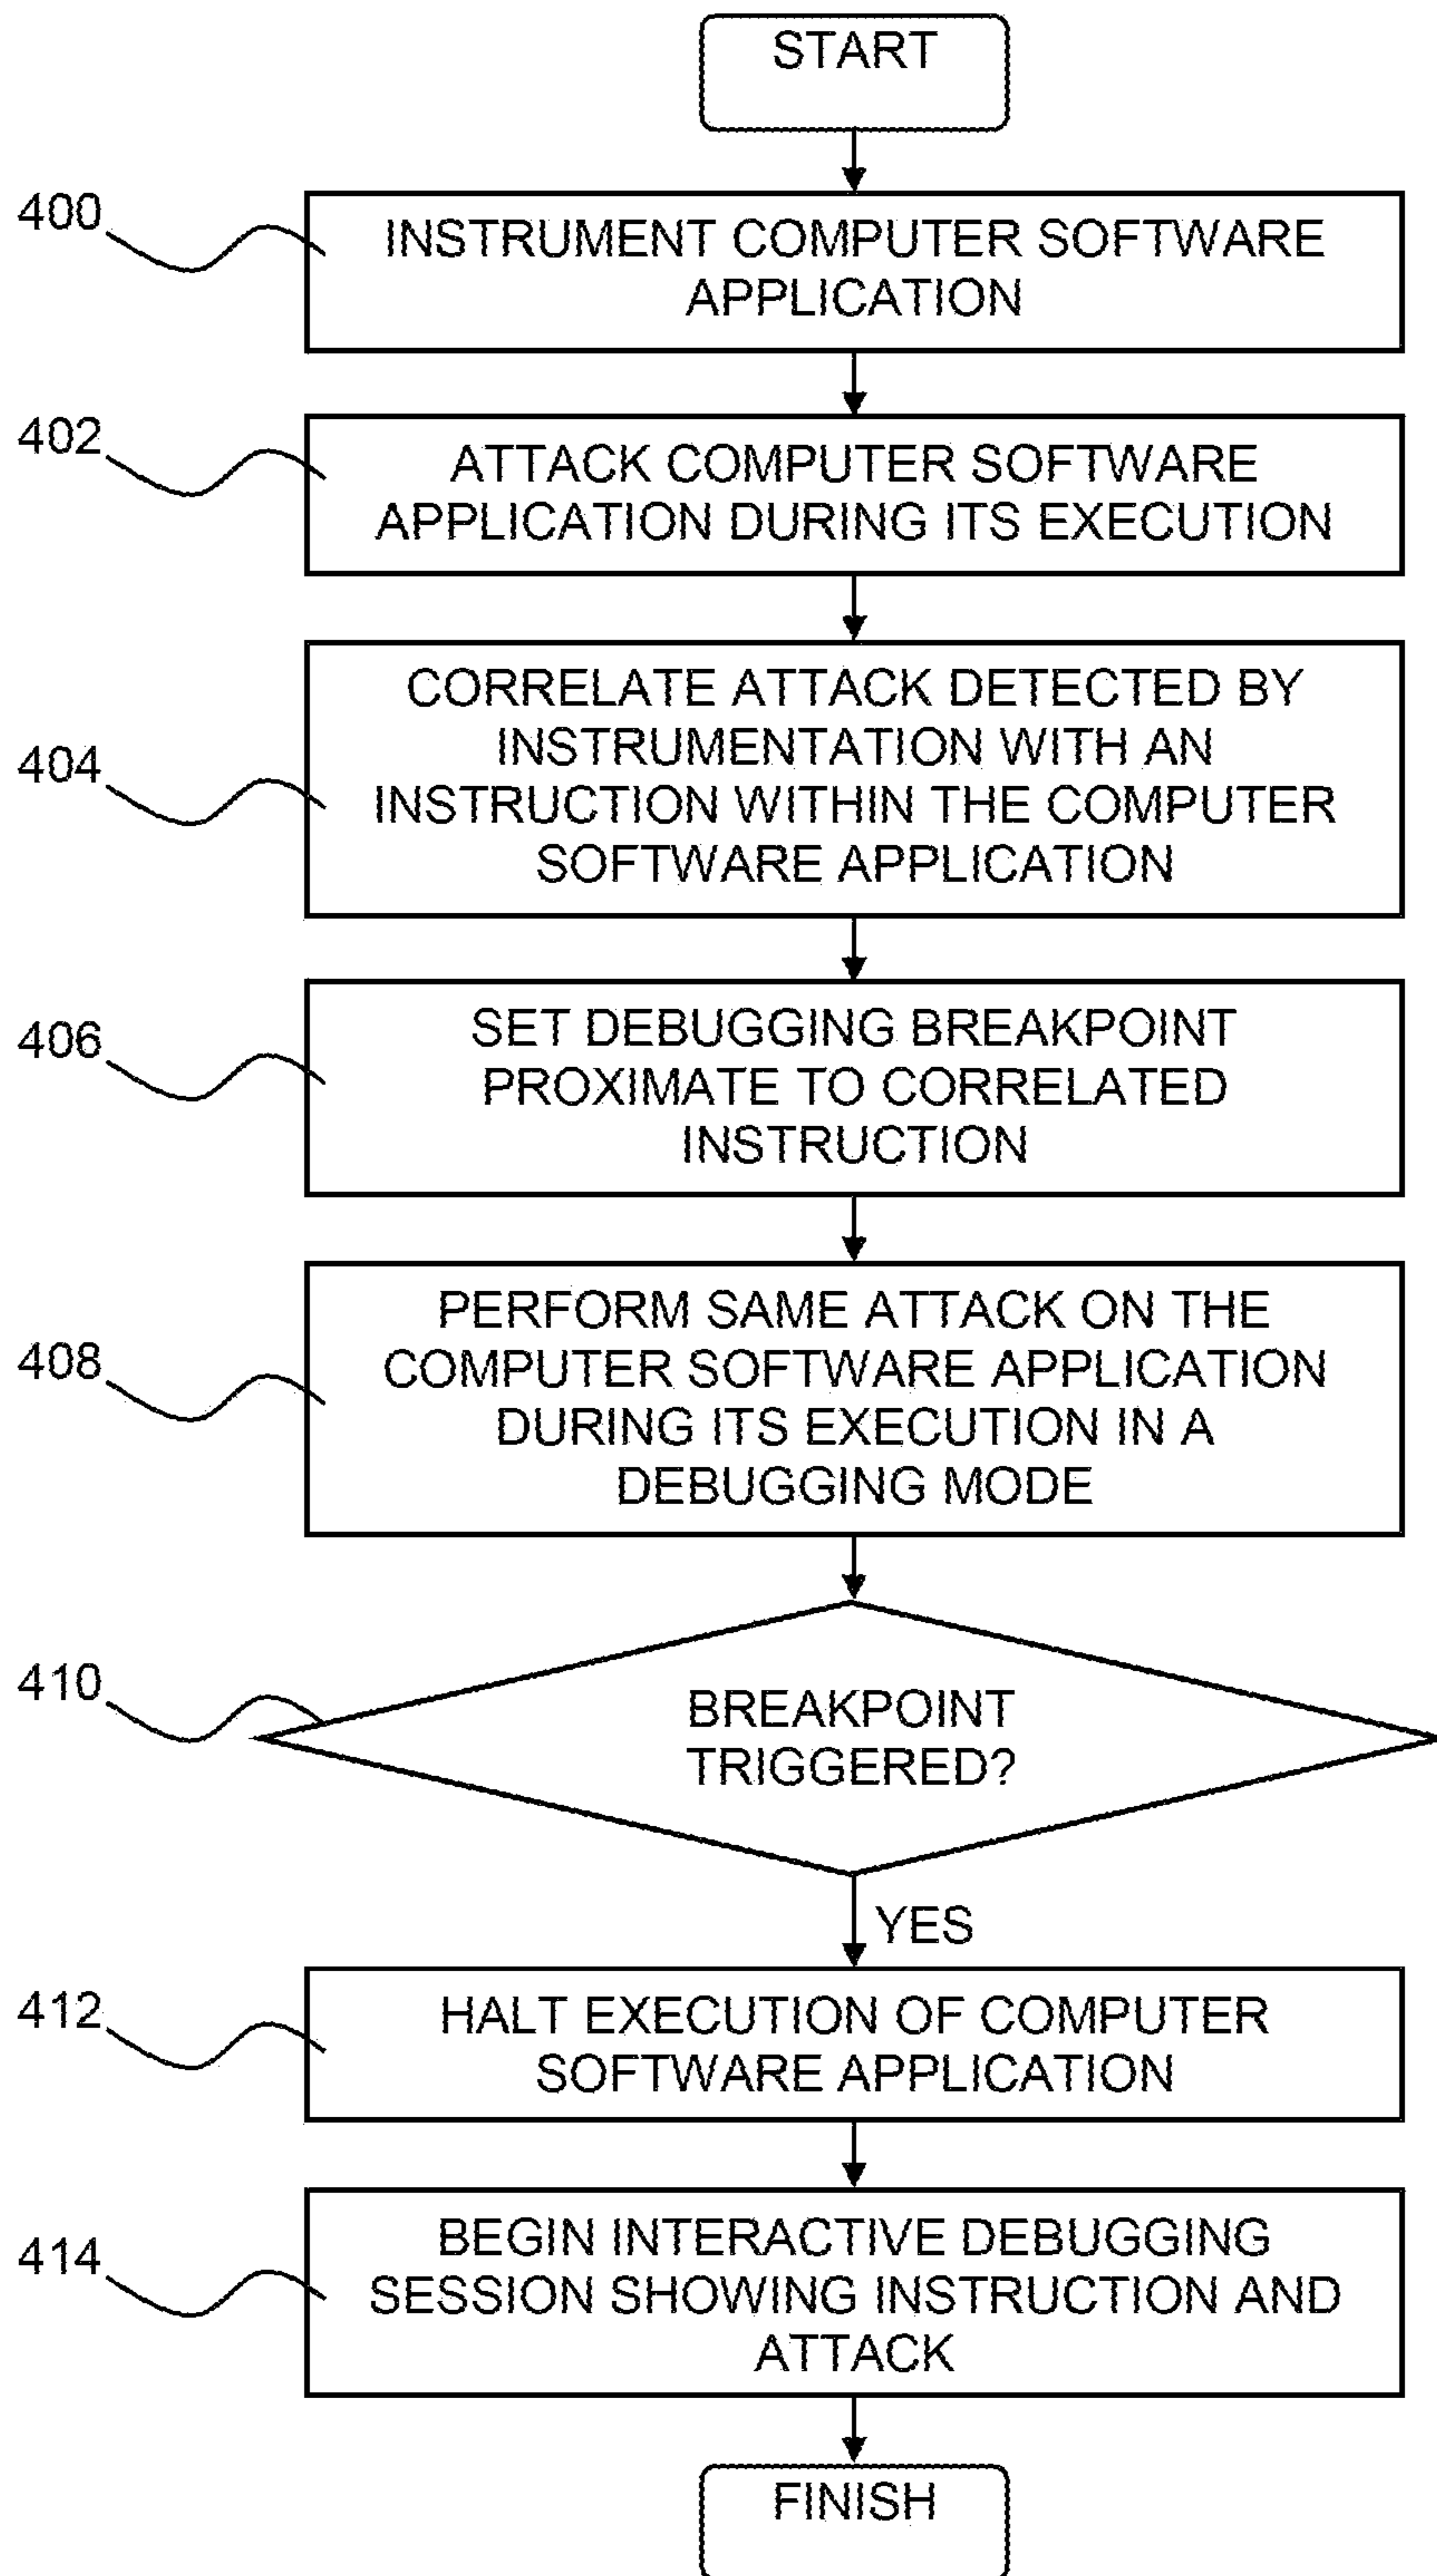 START
400
INSTRUMENT COMPUTER SOFTWARE
APPLICATION
402
ATTACK COMPUTER SOFTWARE
APPLICATION DURING ITS EXECUTION
404
CORRELATE ATTACK DETECTED BY
INSTRUMENTATION WITH AN
INSTRUCTION WITHIN THE COMPUTER
SOFTWARE APPLICATION
406
SET DEBUGGING BREAKPOINT
PROXIMATE TO CORRELATED
INSTRUCTION
408
PERFORM SAME ATTACK ON THE
COMPUTER SOFTWARE APPLICATION
DURING ITS EXECUTION IN A
DEBUGGING MODE
410
BREAKPOINT
TRIGGERED?
YES
412
HALT EXECUTION OF COMPUTER
SOFTWARE APPLICATION
414
BEGIN INTERACTIVE DEBUGGING
SESSION SHOWING INSTRUCTION AND
ATTACK
FINISH